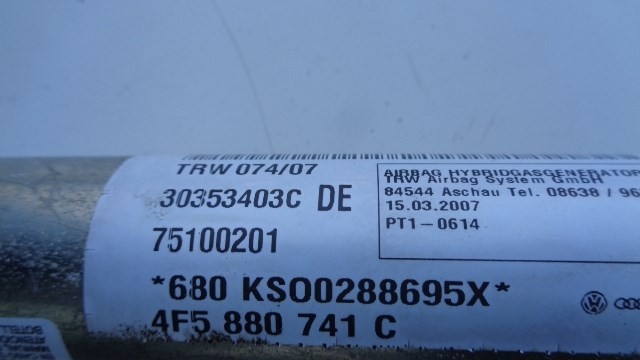 TRW 074/07
30353403C DE
75100201
*680 KS00288695X*
4F5 880 741 C
AIRBAG HYBRIDGASGENERATOR
TRW Airbag System GmbH
84544 Aschau Tel. 08638 / 96
15.03.2007
PT1-0614